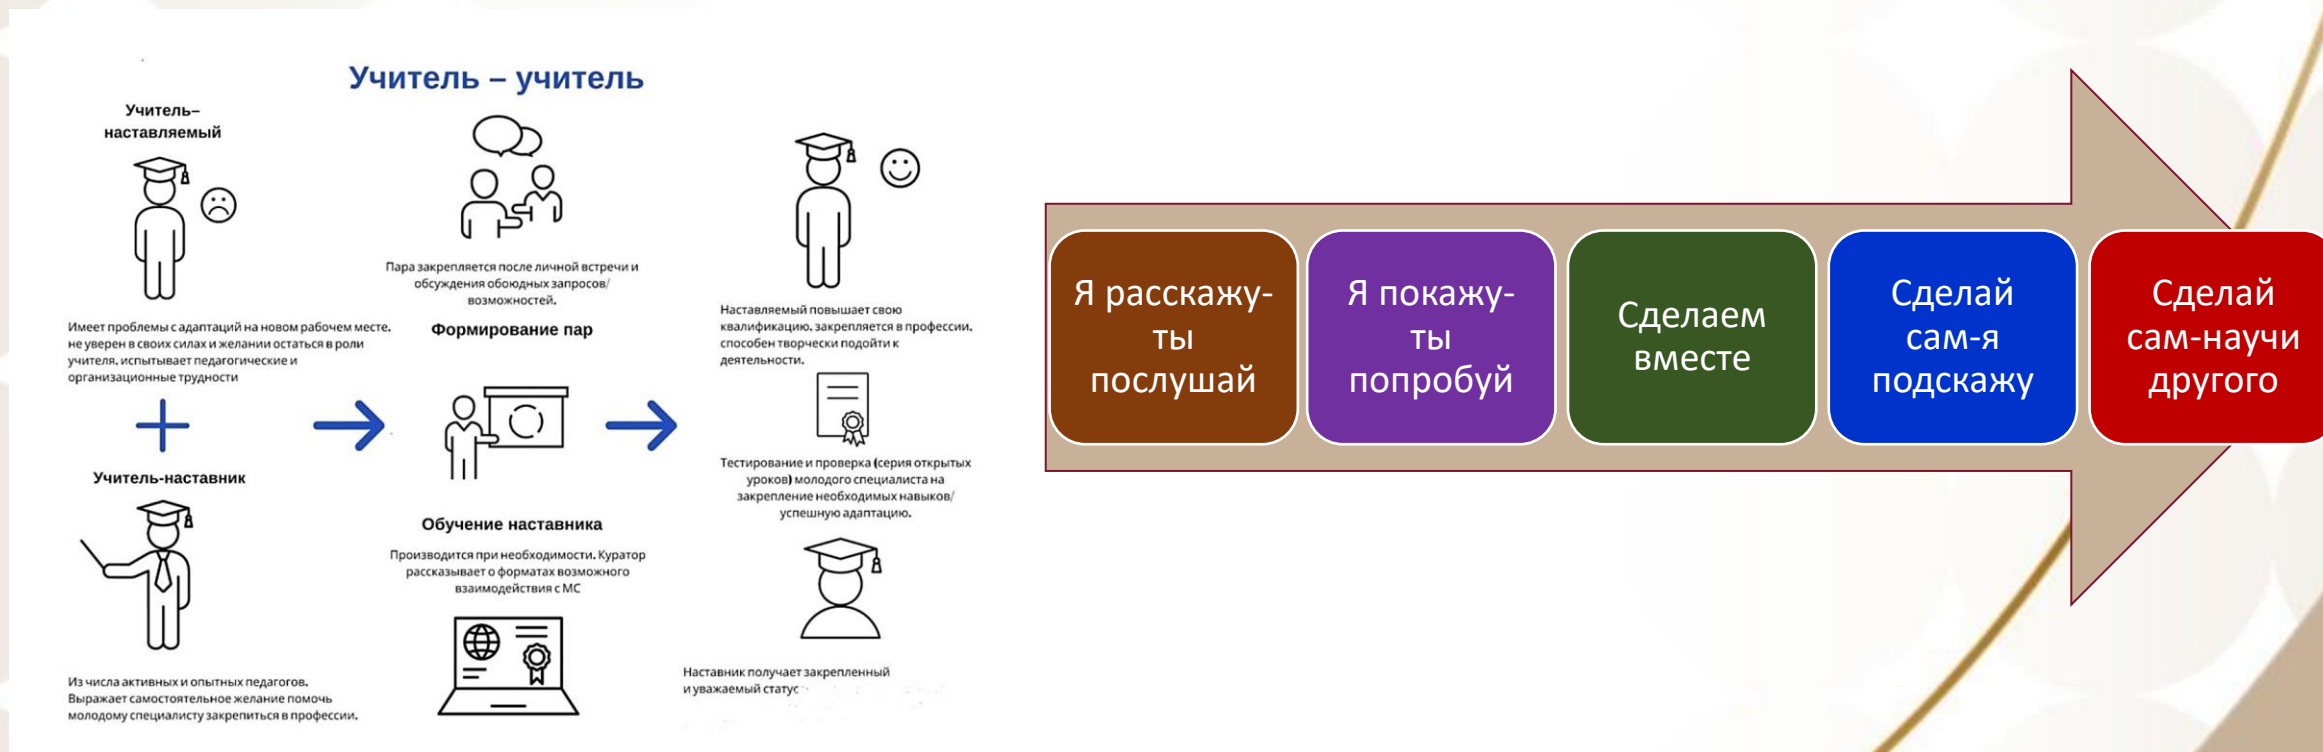 Учитель – учитель
Учитель–
наставляемый
Имеет проблемы с адаптаций на новом рабочем месте.
не уверен в своих силах и желании остаться в роли
учителя. испытывает педагогические и
организационные трудности
Учитель-наставник
Из числа активных и опытных педагогов.
Выражает самостоятельное желание помочь
молодому специалисту закрепиться в профессии.
Пара закрепляется после личной встречи и
обсуждения обоюдных запросов/
возможностей.
Формирование пар
Обучение наставника
Производится при необходимости. Куратор
рассказывает о форматах возможного
взаимодействия с МС
Наставляемый повышает свою
квалификацию. закрепляется в профессии.
способен творчески подойти к
деятельности.
Тестирование и проверка (серия открытых
уроков) молодого специалиста на
закрепление необходимых навыков/
успешную адаптацию.
Наставник получает закрепленный
и уважаемый статус
Я расскажу-
ты
послушай
Я покажу-
ты
попробуй
Сделаем
вместе
Сделай
сам-я
подскажу
Сделай
сам-научи
другого